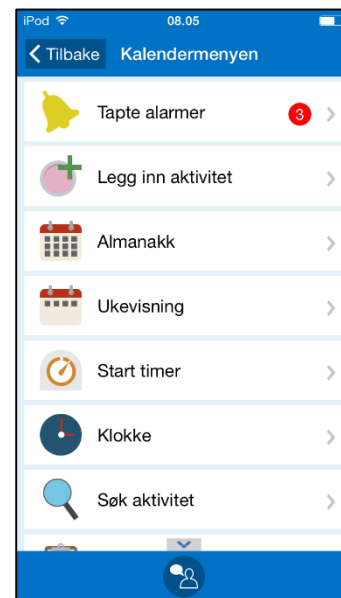 iPod 08.05
Tilbake Kalendermenyen
Tapte alarmer 3
Legg inn aktivitet
Almanakk
Ukevisning
Start timer
Klokke
Søk aktivitet